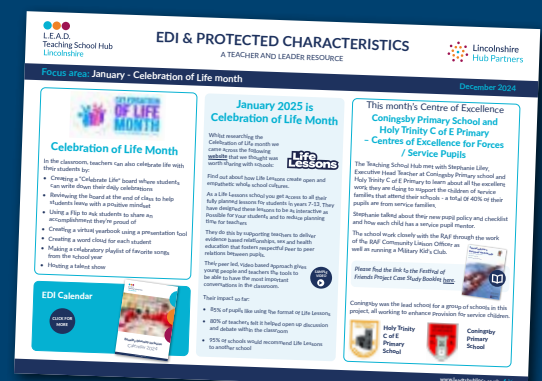 L.E.A.D.
Teaching School Hub
Lincolnshire
EDI & PROTECTED CHARACTERISTICS
A TEACHER AND LEADER RESOURCE
Lincolnshire
Hub Partners
Focus area: January - Celebration of Life month
December 2024
CELEBRATION
OF LIFE
MONTH
Celebration of Life Month
In the classroom, teachers can also celebrate life with
their students by:
• Creating a "Celebrate Life" board where students
can write down their daily celebrations
• Reviewing the board at the end of class to help
students leave with a positive mindset
• Using a Flip to ask students to share an
accomplishment they're proud of
• Creating a virtual yearbook using a presentation tool
• Creating a word cloud for each student
• Making a celebratory playlist of favorite songs
from the school year
• Hosting a talent show
EDI Calendar
CLICK FOR
MORE
January 2025 is
Celebration of Life Month
Whilst researching the
Celebration of Life month we
came across the following
website that we thought was
worth sharing with schools:
Life
Lessons
Find out about how Life Lessons create open and
empathetic whole school cultures.
As a Life Lessons school you get access to all their
fully planned lessons for students in years 7-13. They
have designed these lessons to be as interactive as
possible for your students and to reduce planning
time for teachers
They do this by supporting teachers to deliver
evidence based relationships, sex and health
education that fosters respectful peer to peer
relations between pupils.
Their peer led, video based approach gives
young people and teachers the tools to
be able to have the most important
conversations in the classroom.
Their impact so far:
• 85% of pupils like using the format of Life Lessons
• 80% of teachers felt it helped open up discussion
and debate within the classroom
• 95% of schools would recommend Life Lessons
to another school
This month's Centre of Excellence
Coningsby Primary School and
Holy Trinity C of E Primary
– Centres of Excellence for Forces
/ Service Pupils
The Teaching School Hub met with Stephanie Liley,
Executive Head Teacher at Coningsby Primary school and
Holy Trinity C of E Primary to learn about all the excellent
work they are doing to support the children of service
families that attend their schools - a total of 40% of their
pupils are from service families.
Stephanie talked about their new pupil policy and checklist
and how each child has a service pupil mentor.
The school work closely with the RAF through the work
of the RAF Community Liaison Officer as
well as running a Military Kid's Club.
Please find the link to the Festival of
Friends Project Case Study Booklet here.
Coningsby was the lead school for a group of schools in this
project, all working to enhance provision for service children.
Holy Trinity
C of E
Primary
School
Coningsby
Primary
School